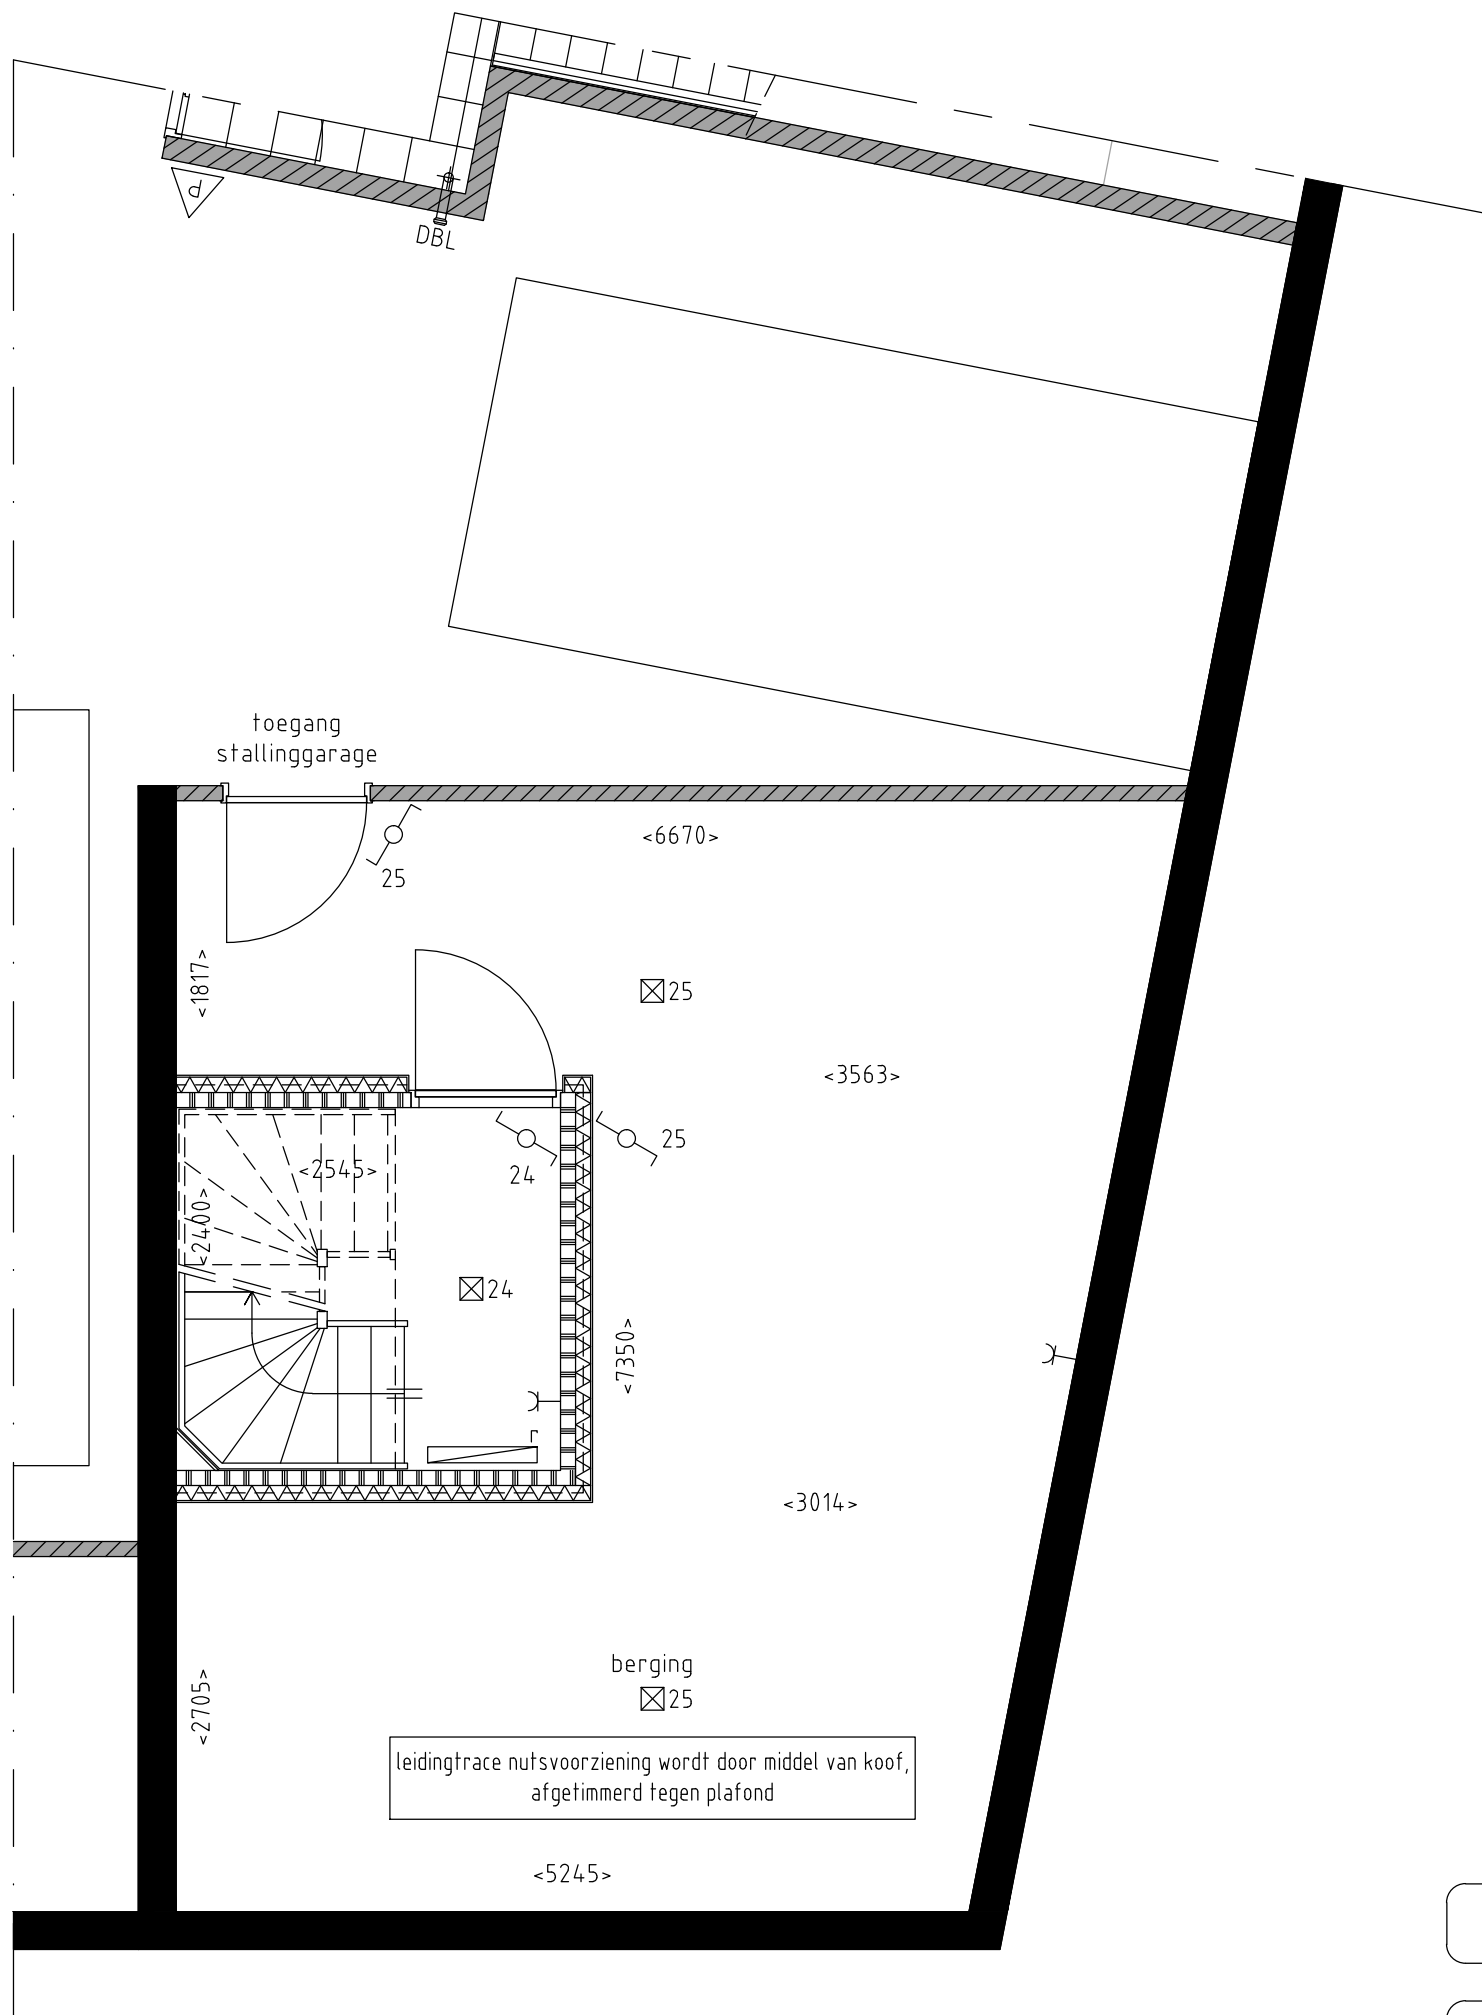 d
DBL
toegang
stallinggarage
<6670>
25
<1817>
25
<3563>
25
24
<2545>
<2400>
24
<7350>
<3014>
berging
25
<2705>
leidingtrace nutsvoorziening wordt door middel van koof,
afgetimmerd tegen plafond
<5245>